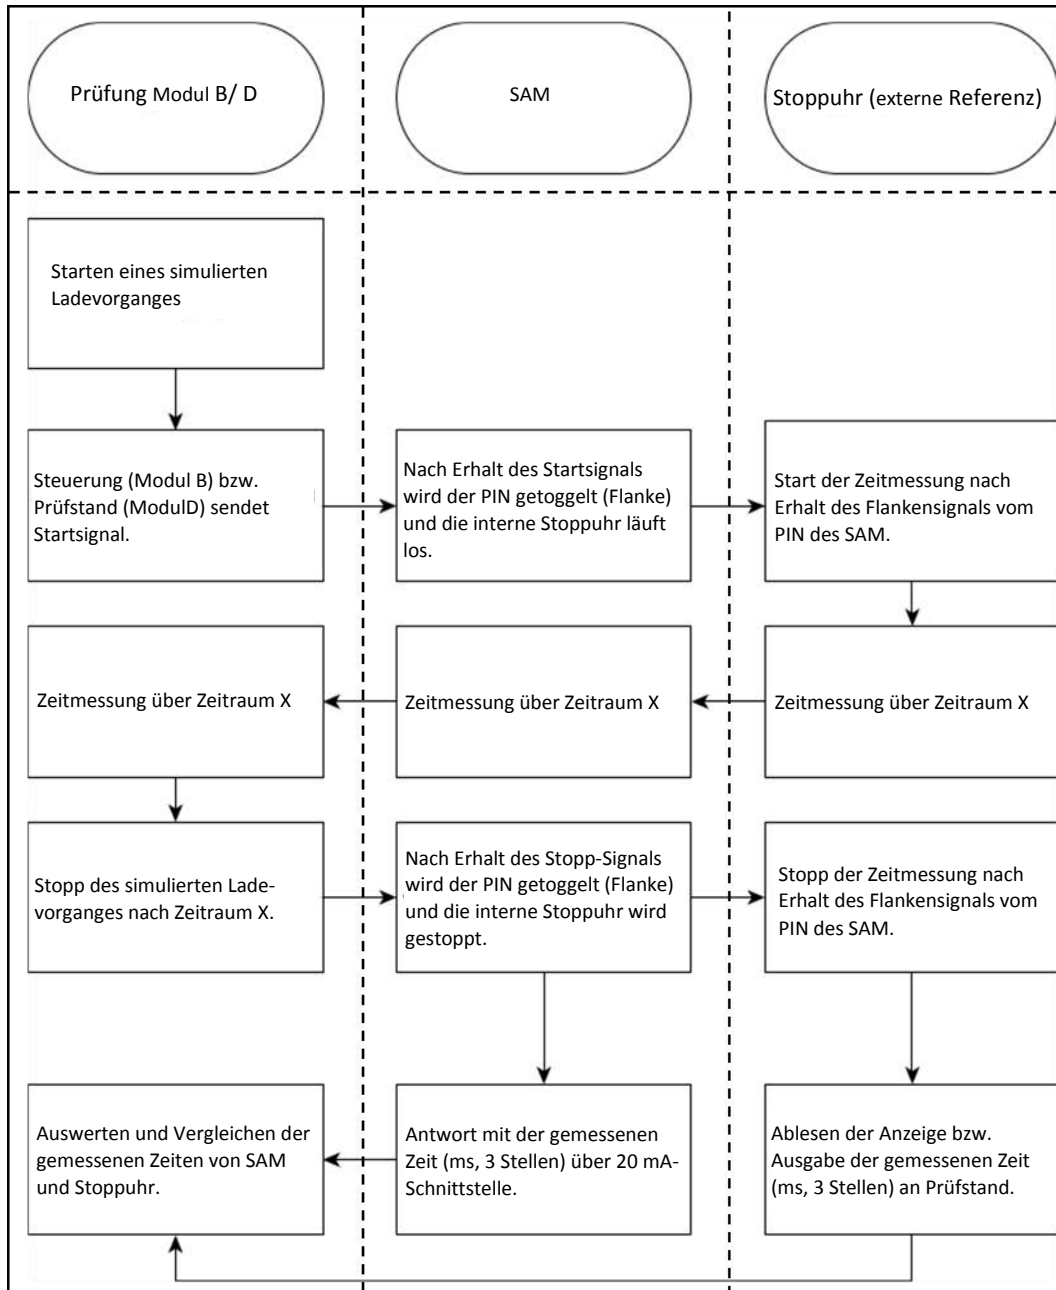 Prüfung Modul B/ D
SAM
Stoppuhr (externe Referenz)
Starten eines simulierten
Ladevorganges
Steuerung (Modul B) bzw.
Prüfstand (ModulD) sendet
Startsignal.
Nach Erhalt des Startsignals
wird der PIN getoggelt (Flanke)
und die interne Stoppuhr läuft
los.
Start der Zeitmessung nach
Erhalt des Flankensignals vom
PIN des SAM.
Zeitmessung über Zeitraum X
Zeitmessung über Zeitraum X
Zeitmessung über Zeitraum X
Stopp des simulierten Lade-
vorganges nach Zeitraum X.
Nach Erhalt des Stopp-Signals
wird der PIN getoggelt (Flanke)
und die interne Stoppuhr wird
gestoppt.
Stopp der Zeitmessung nach
Erhalt des Flankensignals vom
PIN des SAM.
Auswerten und Vergleichen der
gemessenen Zeiten von SAM
und Stoppuhr.
Antwort mit der gemessenen
Zeit (ms, 3 Stellen) über 20 mA-
Schnittstelle.
Ablesen der Anzeige bzw.
Ausgabe der gemessenen Zeit
(ms, 3 Stellen) an Prüfstand.